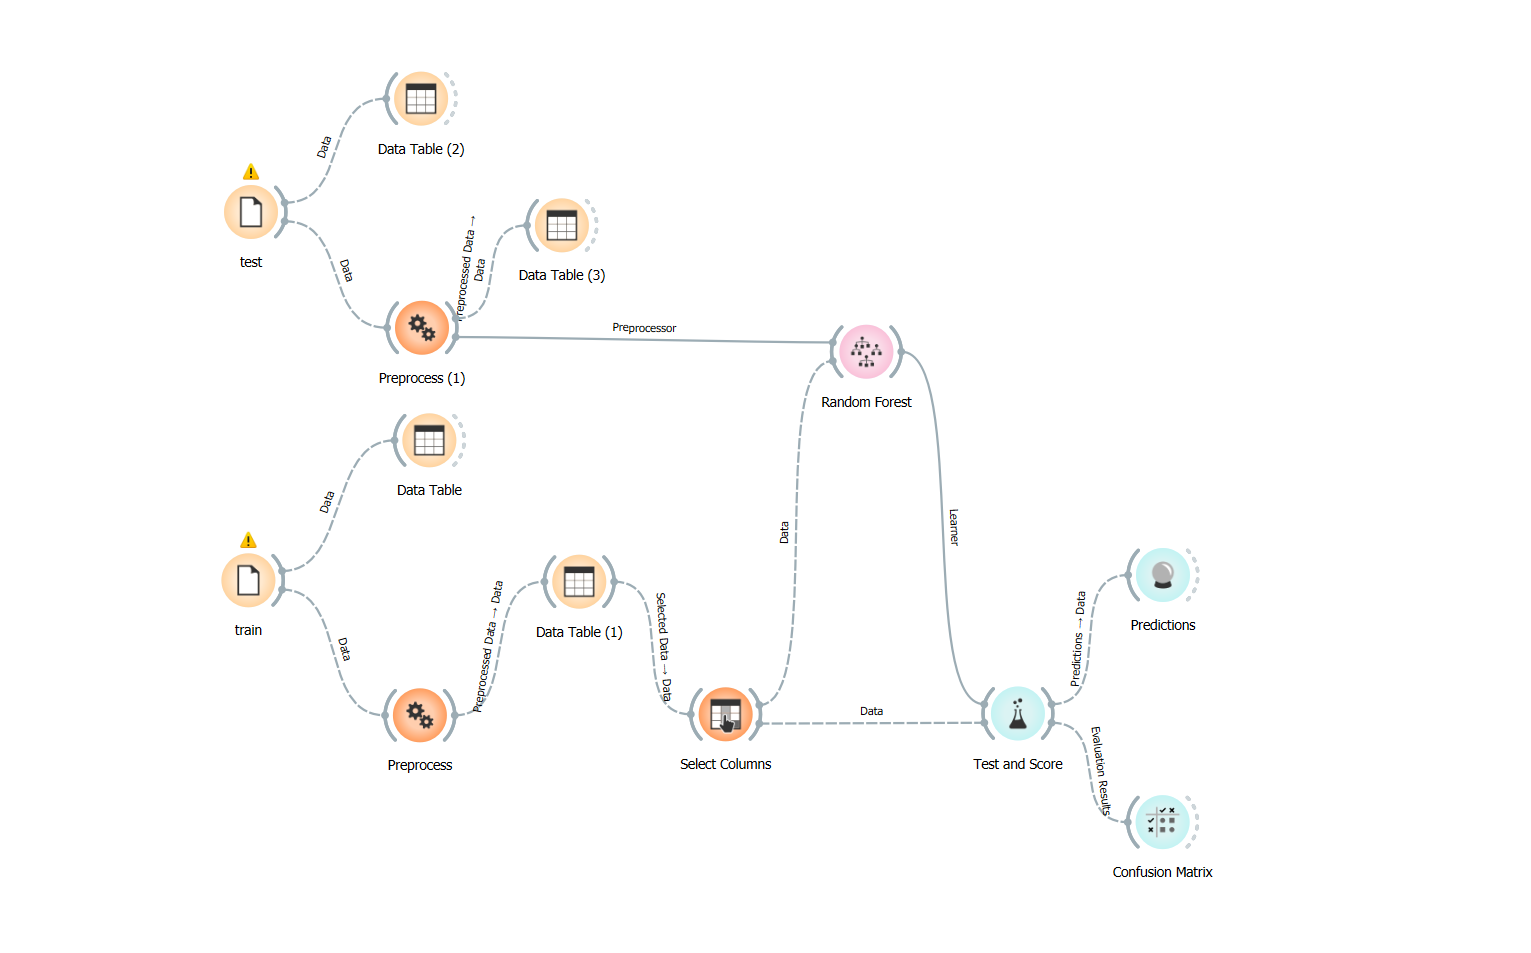 Data Table (2)
Data
test
Data
Preprocessed Data →
Data
Data Table (3)
Preprocess (1)
Preprocessor
Random Forest
Data Table
Data
train
Data
Preprocessed Data → Data
Data Table (1)
Selected Data → Data
Preprocess
Data
Learner
Select Columns
Data
Test and Score
Predictions → Data
Predictions
Evaluation Results
Confusion Matrix